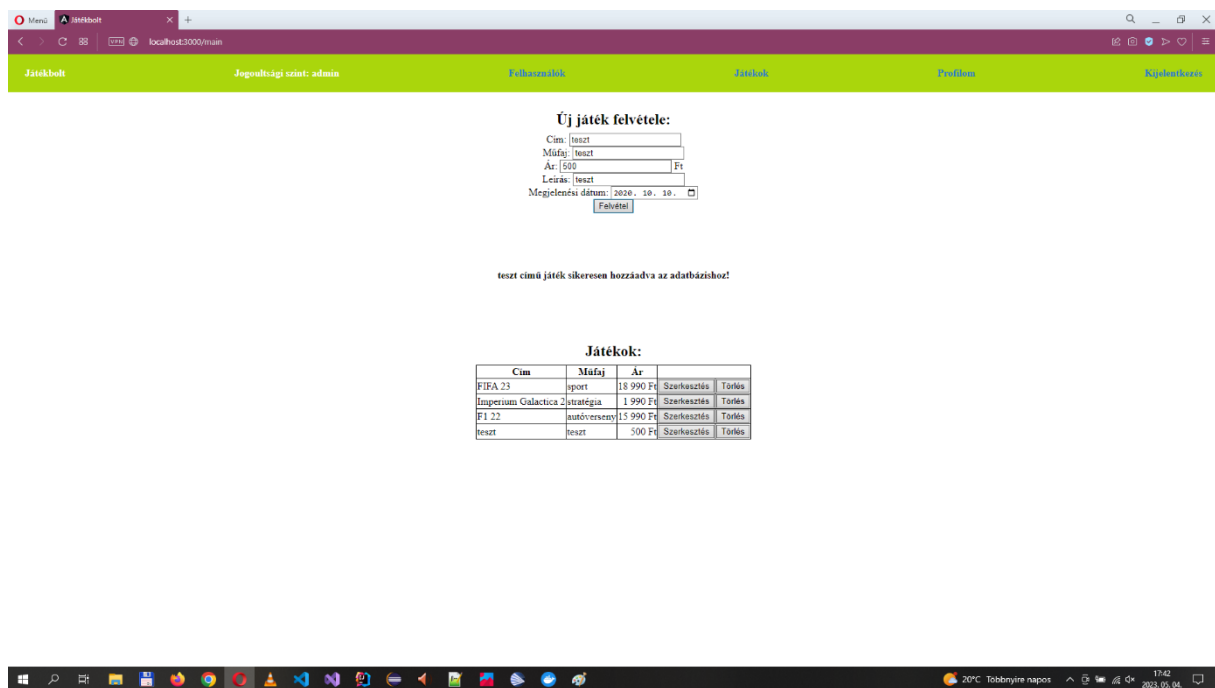 Menü Játékbolt
VPN localhost:3000/main
Játékbolt Jogoultsági szint: admin Felhasználók Játékok Profilom Kijelentkezés
Új játék felvétele:
Cím: teszt
Műfaj: teszt
Ár: 500 Ft
Leírás: teszt
Megjelenési dátum: 2020. 10. 10.
Felvétel
teszt című játék sikeresen hozzáadva az adatbázishoz!
Játékok:
Cím Műfaj Ár
FIFA 23 sport 18 990 Ft Szerkesztés Törlés
Imperium Galactica 2 stratégia 1 990 Ft Szerkesztés Törlés
F1 22 autóverseny 15 990 Ft Szerkesztés Törlés
teszt teszt 500 Ft Szerkesztés Törlés
20°C Többnyire napos 17:42
2023. 05. 04.